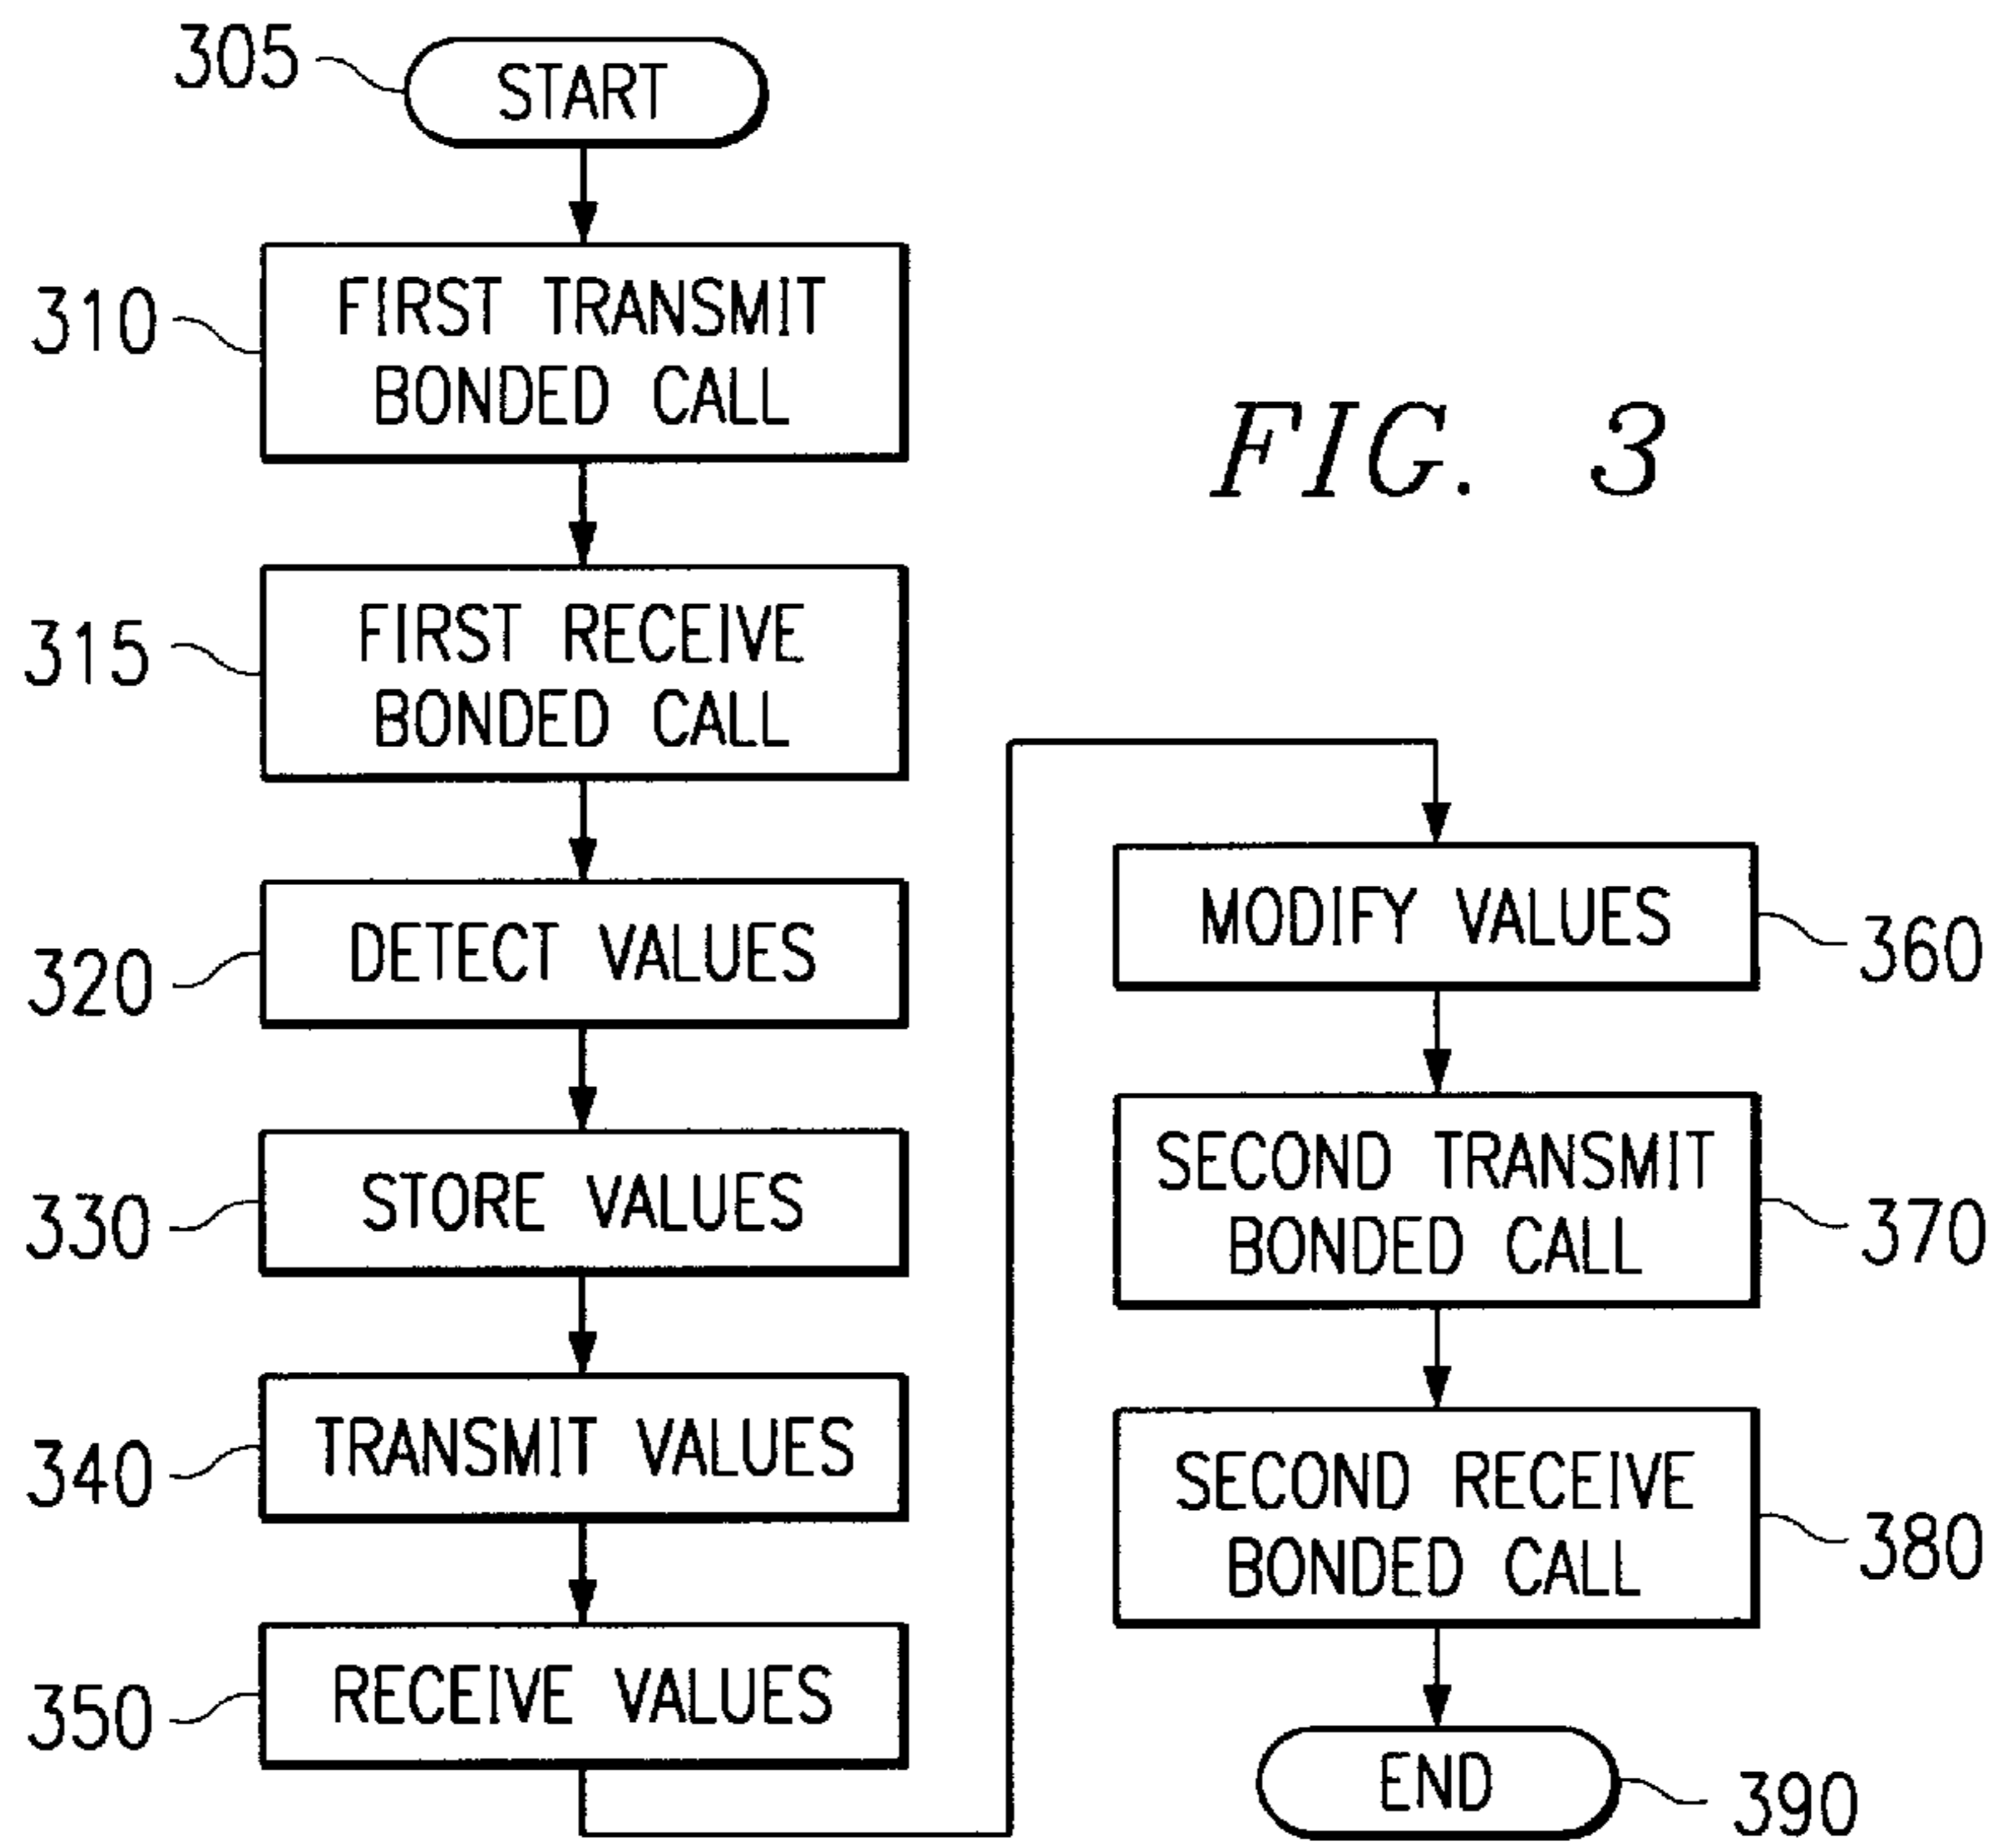 305
START
310
FIRST TRANSMIT
BONDED CALL
FIG. 3
315
FIRST RECEIVE
BONDED CALL
320
DETECT VALUES
330
STORE VALUES
340
TRANSMIT VALUES
350
RECEIVE VALUES
MODIFY VALUES
360
SECOND TRANSMIT
BONDED CALL
370
SECOND RECEIVE
BONDED CALL
380
END
390